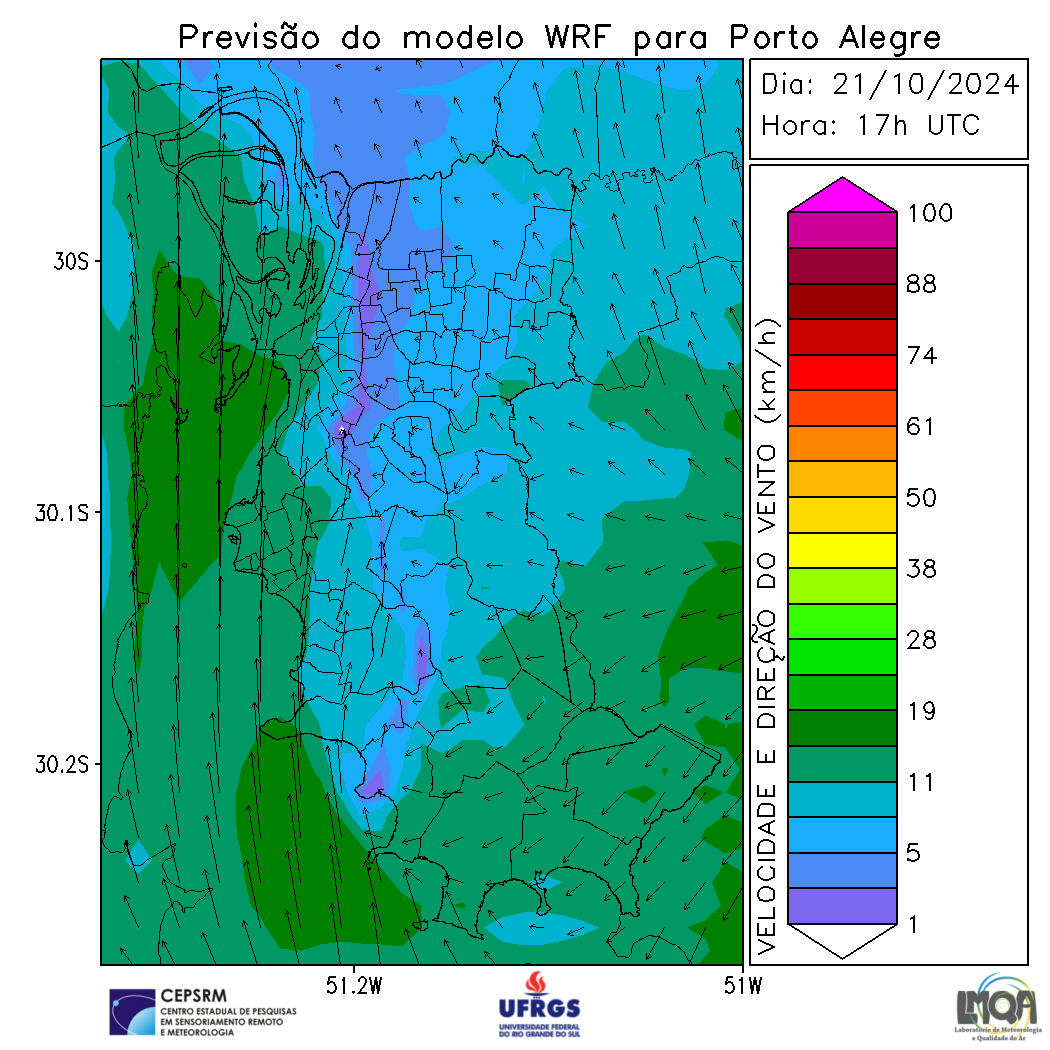 Previsão do modelo WRF para Porto Alegre
Dia: 21/10/2024
Hora: 17h UTC
30S
30.1S
30.2S
51.2W
51W
VELOCIDADE E DIREÇÃO DO VENTO (km/h)
100
88
74
61
50
38
28
19
11
5
1
CEPSRM
CENTRO ESTADUAL DE PESQUISAS
EM SENSORIAMENTO REMOTO
E METEOROLOGIA
UFRGS
UNIVERSIDADE FEDERAL
DO RIO GRANDE DO SUL
LMQA
Laboratório de Meteorologia
e Qualidade do Ar